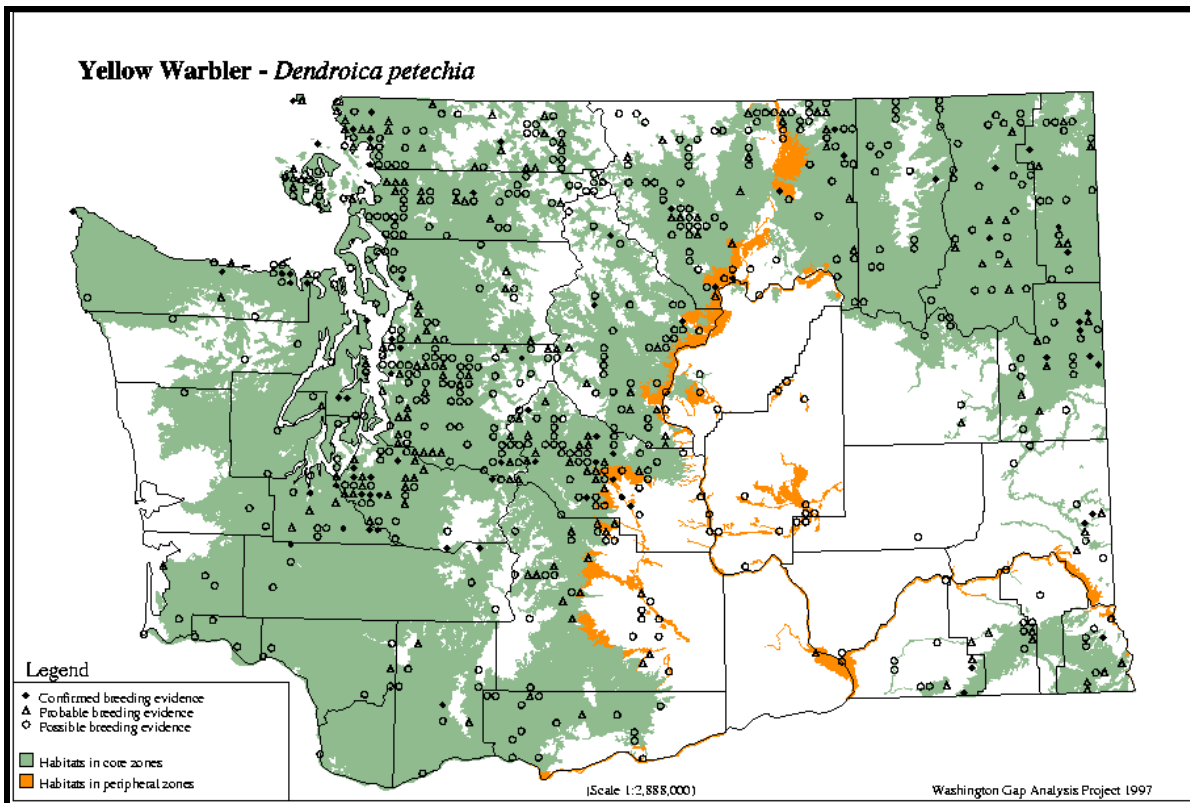 Yellow Warbler - Dendroica petechia
Legend
Confirmed breeding evidence
Probable breeding evidence
Possible breeding evidence
Habitats in core zones
Habitats in peripheral zones
(Scale 1:2,888,000)
Washington Gap Analysis Project 1997